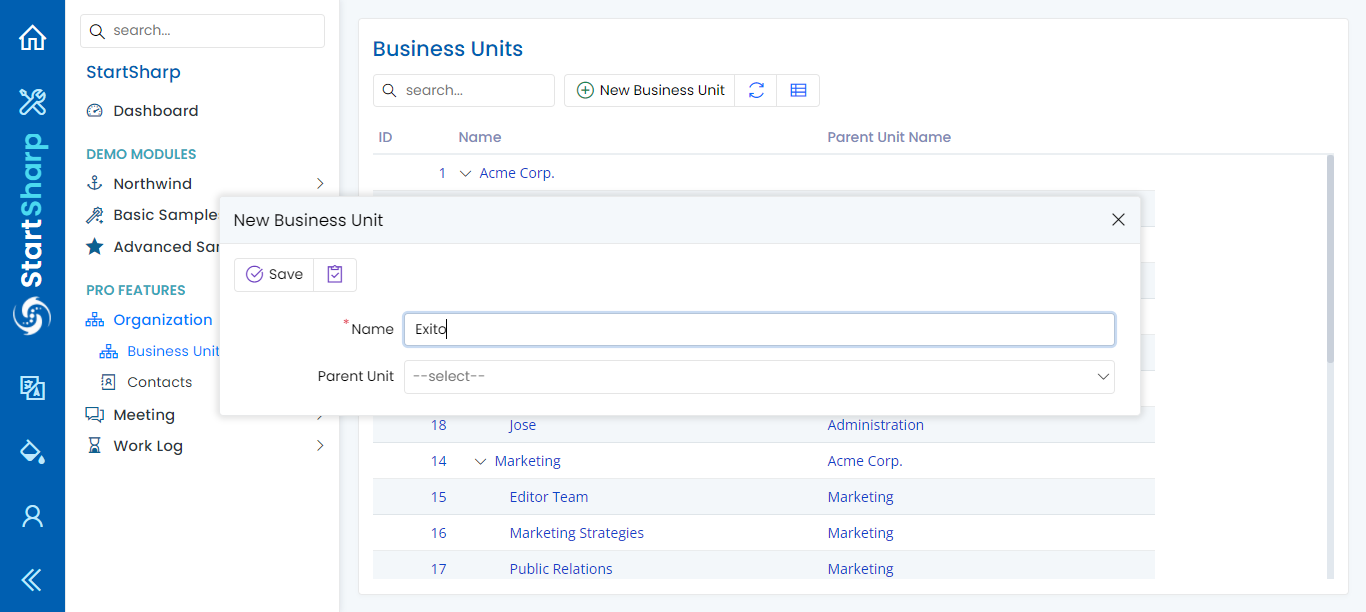 StartSharp
search...
StartSharp
Dashboard
DEMO MODULES
Northwind
Basic Sample
Advanced Sa
PRO FEATURES
Organization
Business Unit
Contacts
Meeting
Work Log
Business Units
search...
New Business Unit
ID Name Parent Unit Name
1 Acme Corp.
New Business Unit
Save
* Name Exito
Parent Unit --select--
18 Jose Administration
14 Marketing Acme Corp.
15 Editor Team Marketing
16 Marketing Strategies Marketing
17 Public Relations Marketing